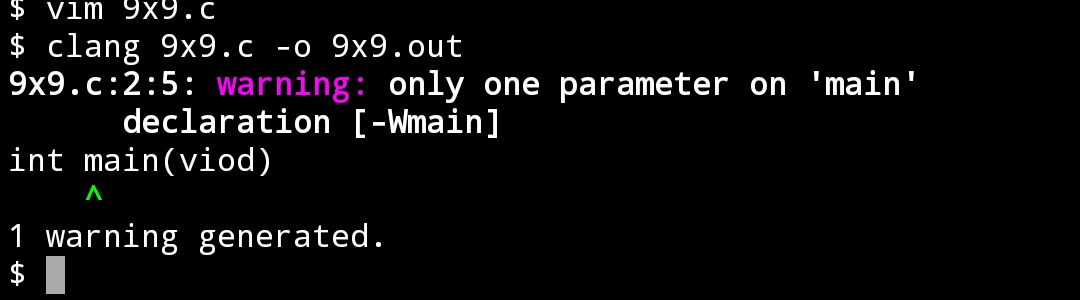 $ vim 9x9.c
$ clang 9x9.c -o 9x9.out
9x9.c:2:5: warning: only one parameter on 'main'
declaration [-Wmain]
int main(viod)
^
1 warning generated.
$